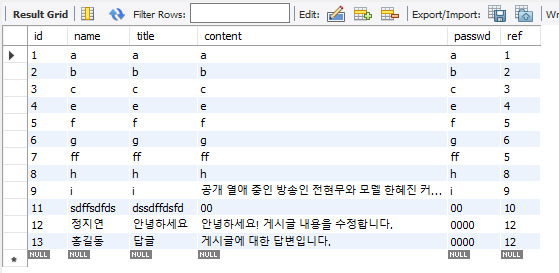 Result Grid Filter Rows: Edit: Export/Import: Wr
id name title content passwd ref
1 a a a a 1
2 b b b b 2
3 c c c c 3
4 e e e e 4
5 f f f f 5
6 g g g g 6
7 ff ff ff ff 5
8 h h h h 8
9 i i 공개 열애 중인 방송인 전현무와 모델 한혜진 커... i 9
11 sdffsdfds dssdffdsfd 00 00 10
12 정지연 안녕하세요 안녕하세요! 게시글 내용을 수정합니다. 0000 12
13 홍길동 답글 게시글에 대한 답변입니다. 0000 12
NULL NULL NULL NULL NULL NULL